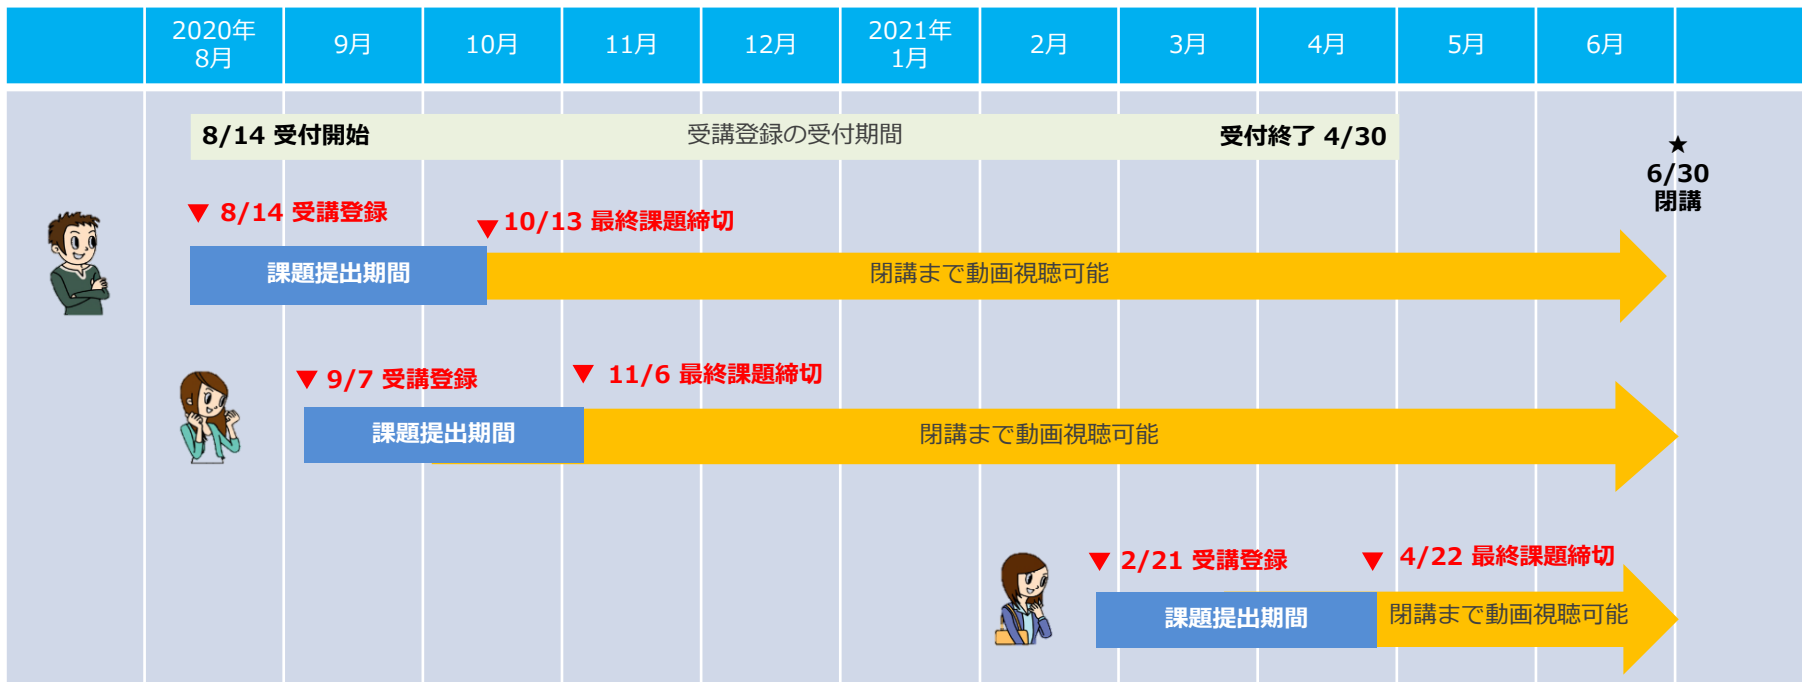 2020年
8月
9月
10月
11月
12月
2021年
1月
2月
3月
4月
5月
6月
8/14 受付開始
受講登録の受付期間
受付終了 4/30
★
6/30
閉講
▼ 8/14 受講登録
▼ 10/13 最終課題締切
課題提出期間
閉講まで動画視聴可能
▼ 9/7 受講登録
▼ 11/6 最終課題締切
課題提出期間
閉講まで動画視聴可能
▼ 2/21 受講登録
▼ 4/22 最終課題締切
課題提出期間
閉講まで動画視聴可能